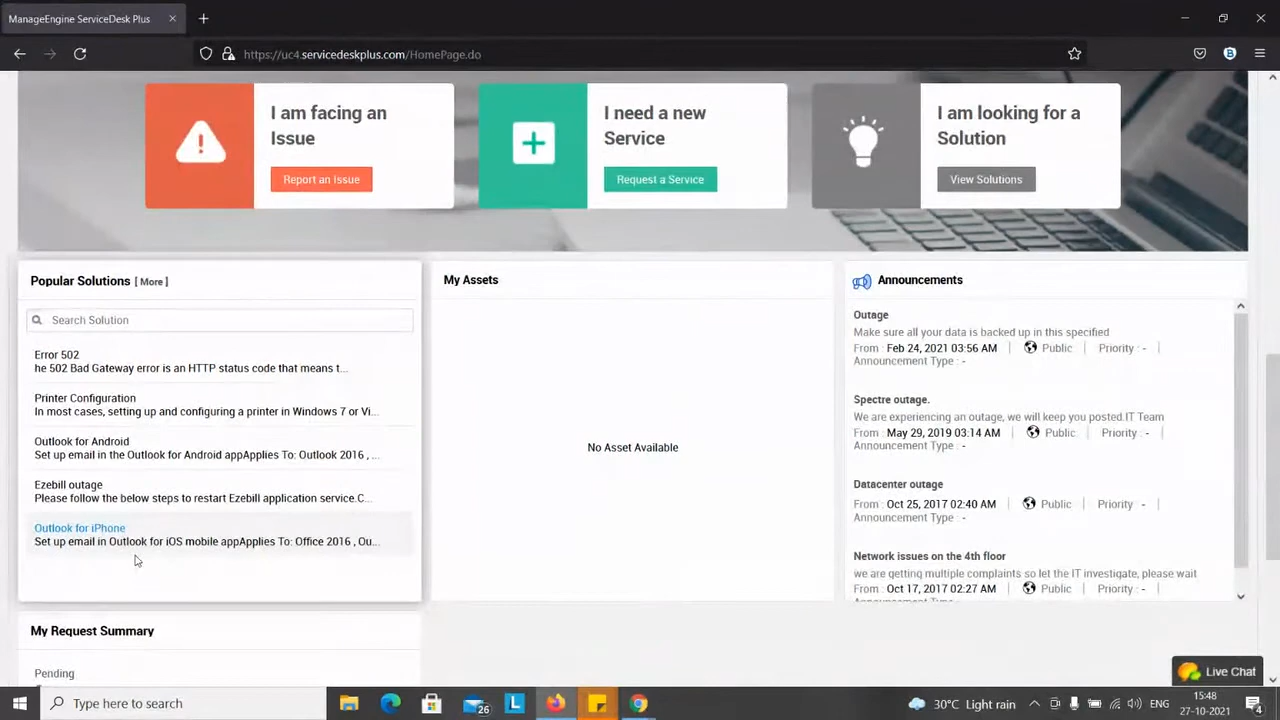 ManageEngine ServiceDesk Plus
https://uc4.servicedeskplus.com/HomePage.do
I am facing an
Issue
Report an Issue
I need a new
Service
Request a Service
I am looking for a
Solution
View Solutions
Popular Solutions [ More ]
Search Solution
Error 502
he 502 Bad Gateway error is an HTTP status code that means t...
Printer Configuration
In most cases, setting up and configuring a printer in Windows 7 or Vi...
Outlook for Android
Set up email in the Outlook for Android appApplies To: Outlook 2016 , ...
Ezebill outage
Please follow the below steps to restart Ezebill application service.C...
Outlook for iPhone
Set up email in Outlook for iOS mobile appApplies To: Office 2016 , Ou...
My Assets
No Asset Available
Announcements
Outage
Make sure all your data is backed up in this specified
From : Feb 24, 2021 03:56 AM | Public | Priority : - |
Announcement Type : -
Spectre outage.
We are experiencing an outage, we will keep you posted.IT Team
From : May 29, 2019 03:14 AM | Public | Priority : - |
Announcement Type : -
Datacenter outage
From : Oct 25, 2017 02:40 AM | Public | Priority : - |
Announcement Type : -
Network issues on the 4th floor
we are getting multiple complaints so let the IT investigate, please wait
From : Oct 17, 2017 02:27 AM | Public | Priority : - |
Announcement Type : -
My Request Summary
Pending
Live Chat
Type here to search
26
L
30°C Light rain
ENG
15:48
27-10-2021
4